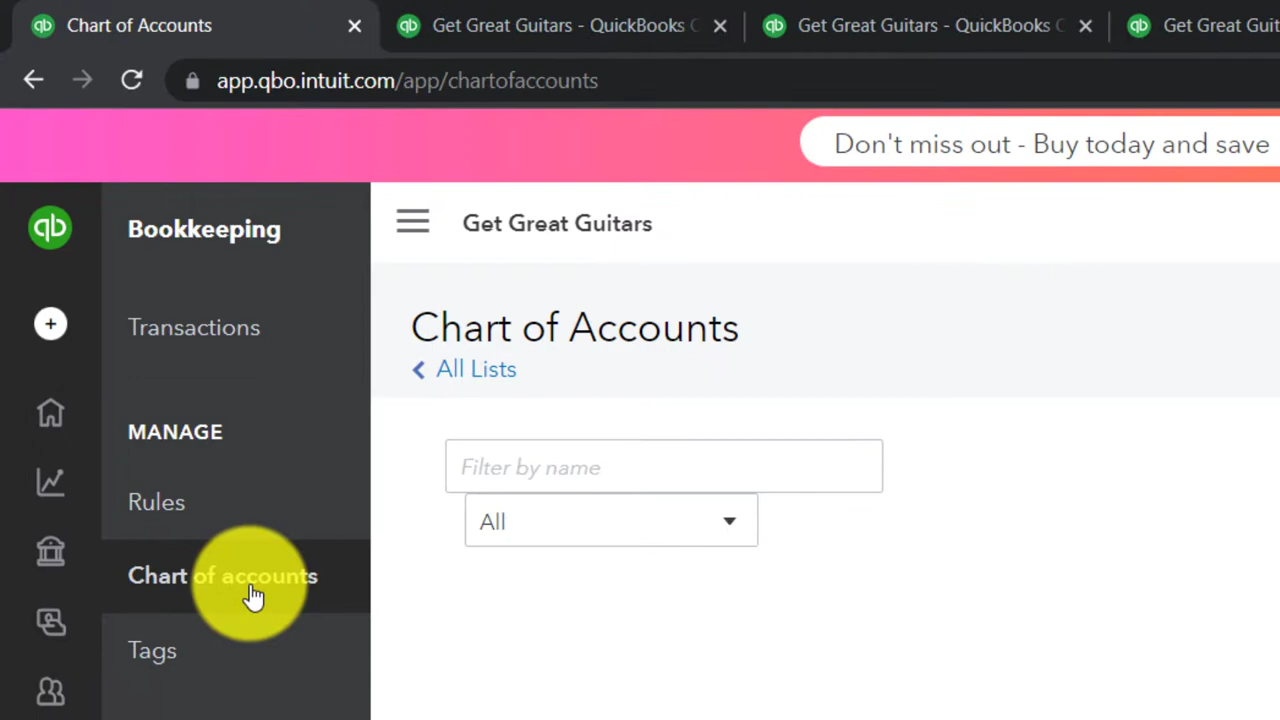 Chart of Accounts
Get Great Guitars - QuickBooks
Get Great Guitars - QuickBooks C
Get Great
app.qbo.intuit.com/app/chartofaccounts
Don't miss out - Buy today and save
qb
Bookkeeping
Get Great Guitars
Transactions
Chart of Accounts
All Lists
MANAGE
Filter by name
Rules
All
Chart of accounts
Tags